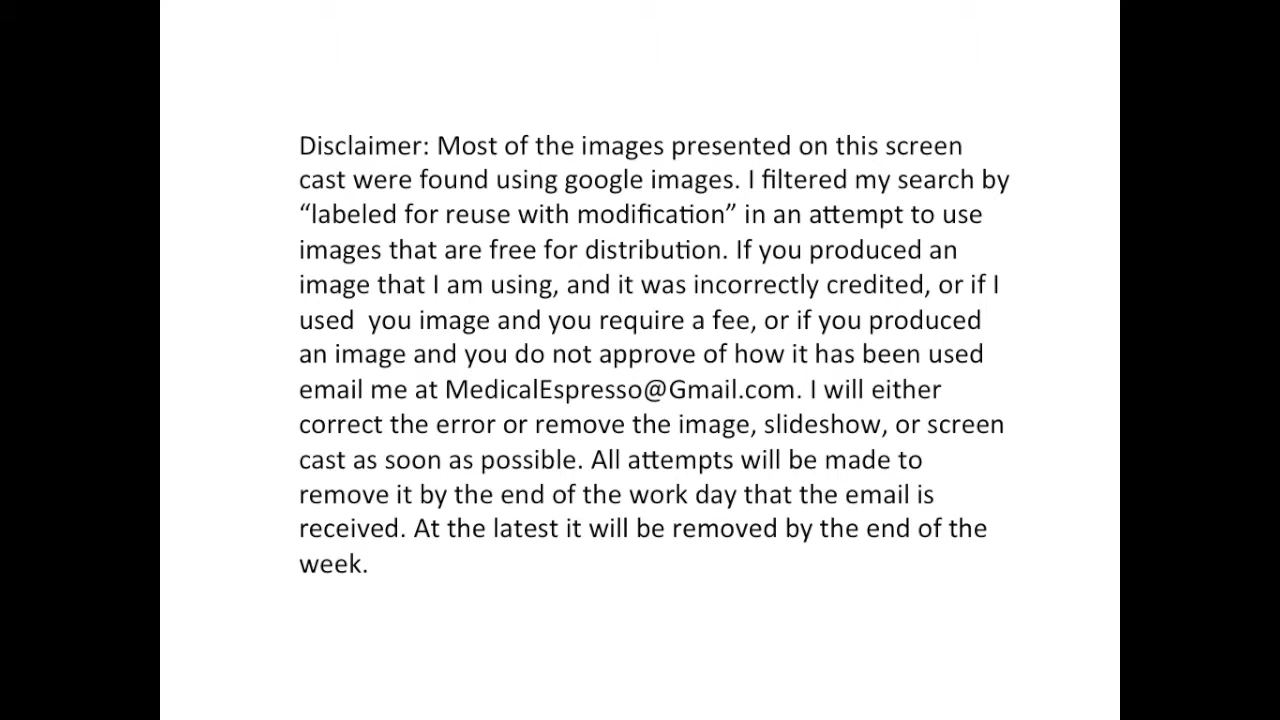 Disclaimer: Most of the images presented on this screen
cast were found using google images. I filtered my search by
“labeled for reuse with modification” in an attempt to use
images that are free for distribution. If you produced an
image that I am using, and it was incorrectly credited, or if I
used  you image and you require a fee, or if you produced
an image and you do not approve of how it has been used
email me at MedicalEspresso@Gmail.com. I will either
correct the error or remove the image, slideshow, or screen
cast as soon as possible. All attempts will be made to
remove it by the end of the work day that the email is
received. At the latest it will be removed by the end of the
week.